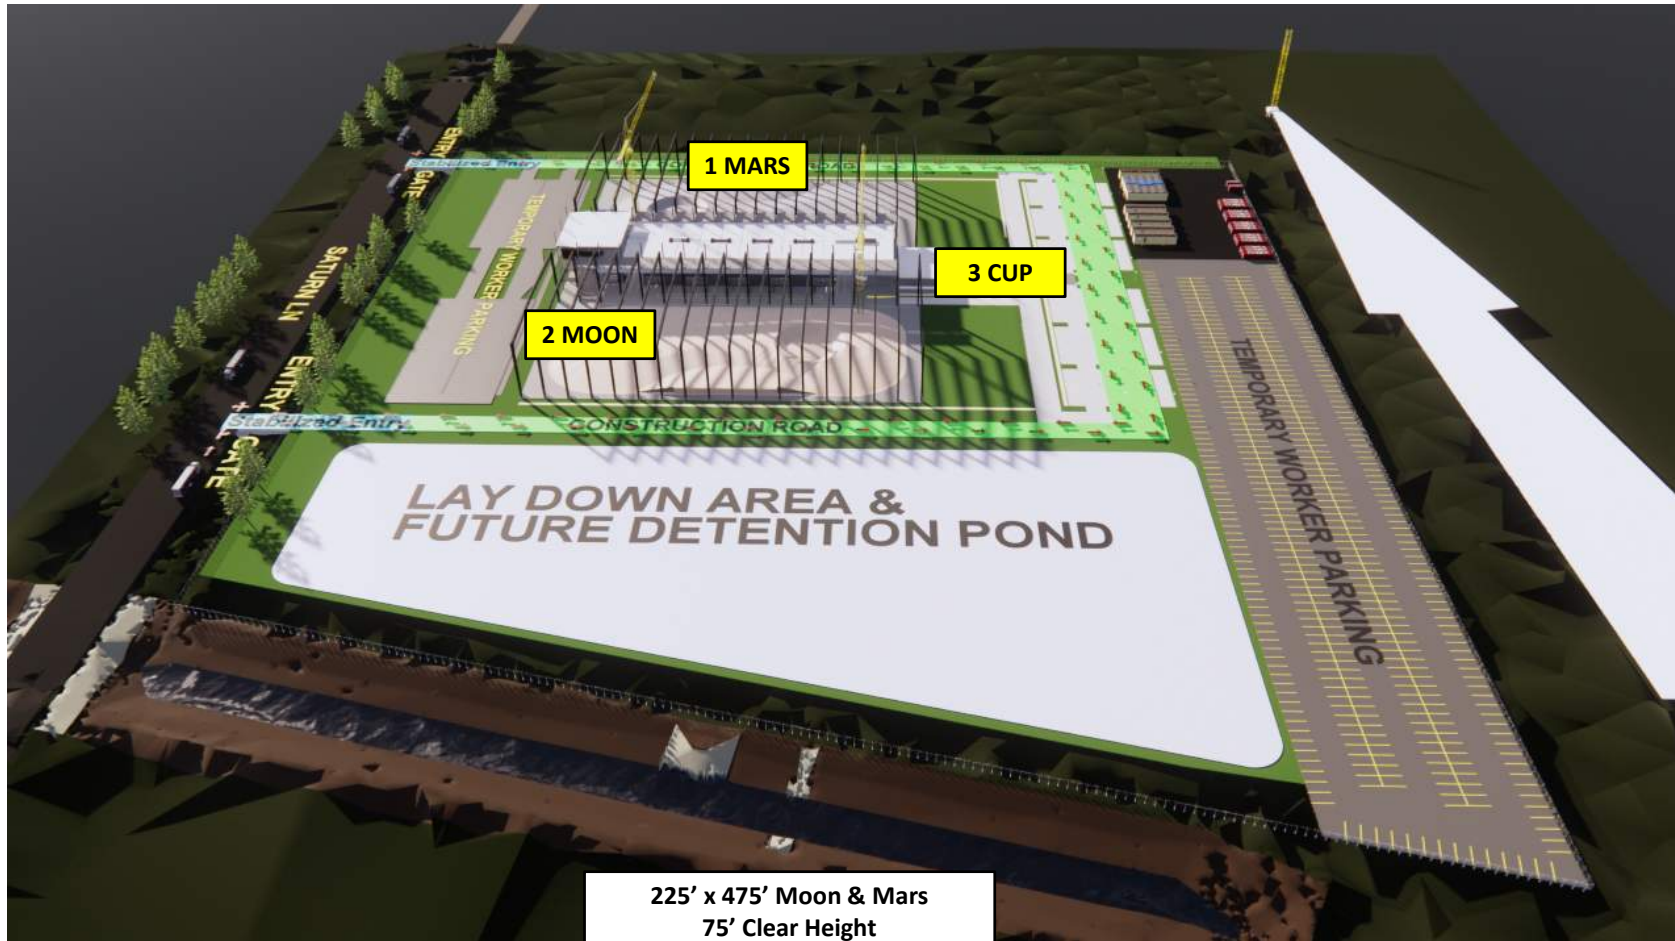 ENTRY
GATE
Stabilized Entry
1 MARS
TEMPORARY WORKER PARKING
SATURN LN
3 CUP
2 MOON
ENTRY
GATE
Stabilized Entry
CONSTRUCTION ROAD
TEMPORARY WORKER PARKING
LAY DOWN AREA &
FUTURE DETENTION POND
225’ x 475’ Moon & Mars
75’ Clear Height